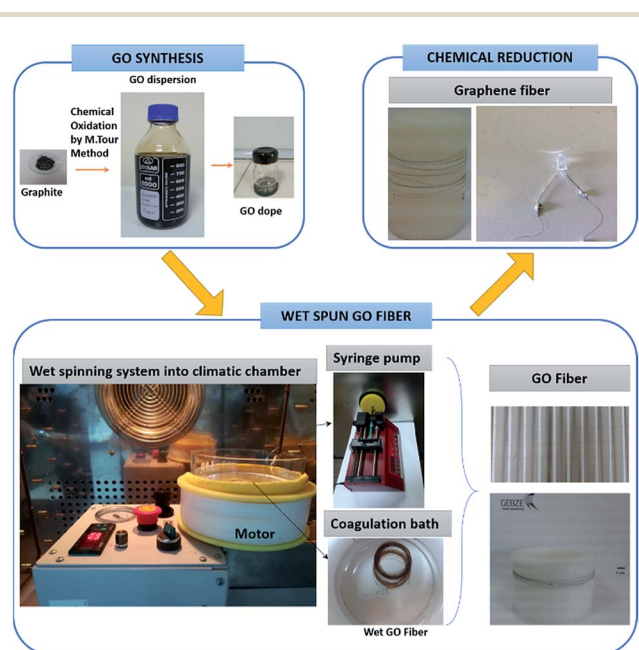 GO SYNTHESIS
GO dispersion
Chemical
Oxidation
by M.Tour
Method
Graphite
GO dope
CHEMICAL REDUCTION
Graphene fiber
WET SPUN GO FIBER
Wet spinning system into climatic chamber
Motor
Syringe pump
Coagulation bath
Wet GO Fiber
GO Fiber
GEBZE